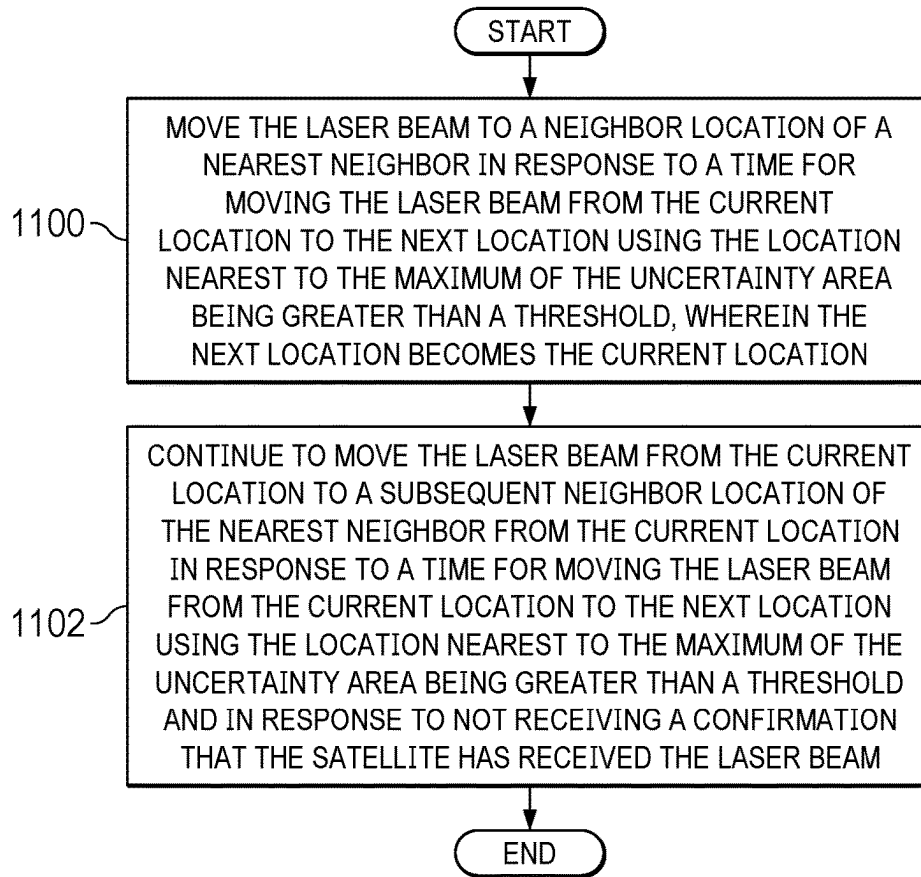 START
MOVE THE LASER BEAM TO A NEIGHBOR LOCATION OF A
NEAREST NEIGHBOR IN RESPONSE TO A TIME FOR
MOVING THE LASER BEAM FROM THE CURRENT
LOCATION TO THE NEXT LOCATION USING THE LOCATION
NEAREST TO THE MAXIMUM OF THE UNCERTAINTY AREA
BEING GREATER THAN A THRESHOLD, WHEREIN THE
NEXT LOCATION BECOMES THE CURRENT LOCATION
1100
CONTINUE TO MOVE THE LASER BEAM FROM THE CURRENT
LOCATION TO A SUBSEQUENT NEIGHBOR LOCATION OF
THE NEAREST NEIGHBOR FROM THE CURRENT LOCATION
IN RESPONSE TO A TIME FOR MOVING THE LASER BEAM
FROM THE CURRENT LOCATION TO THE NEXT LOCATION
USING THE LOCATION NEAREST TO THE MAXIMUM OF THE
UNCERTAINTY AREA BEING GREATER THAN A THRESHOLD
AND IN RESPONSE TO NOT RECEIVING A CONFIRMATION
THAT THE SATELLITE HAS RECEIVED THE LASER BEAM
1102
END